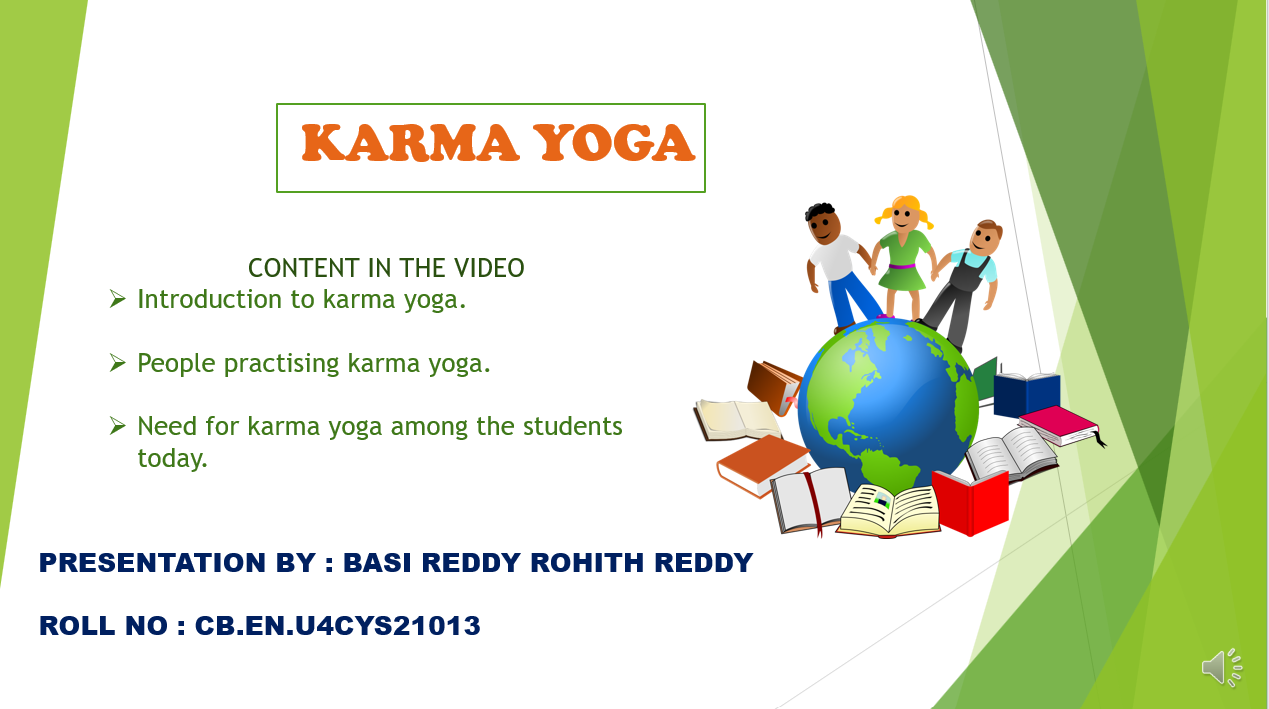 KARMA YOGA
CONTENT IN THE VIDEO
➢ Introduction to karma yoga.
➢ People practising karma yoga.
➢ Need for karma yoga among the students
today.
PRESENTATION BY : BASI REDDY ROHITH REDDY
ROLL NO : CB.EN.U4CYS21013